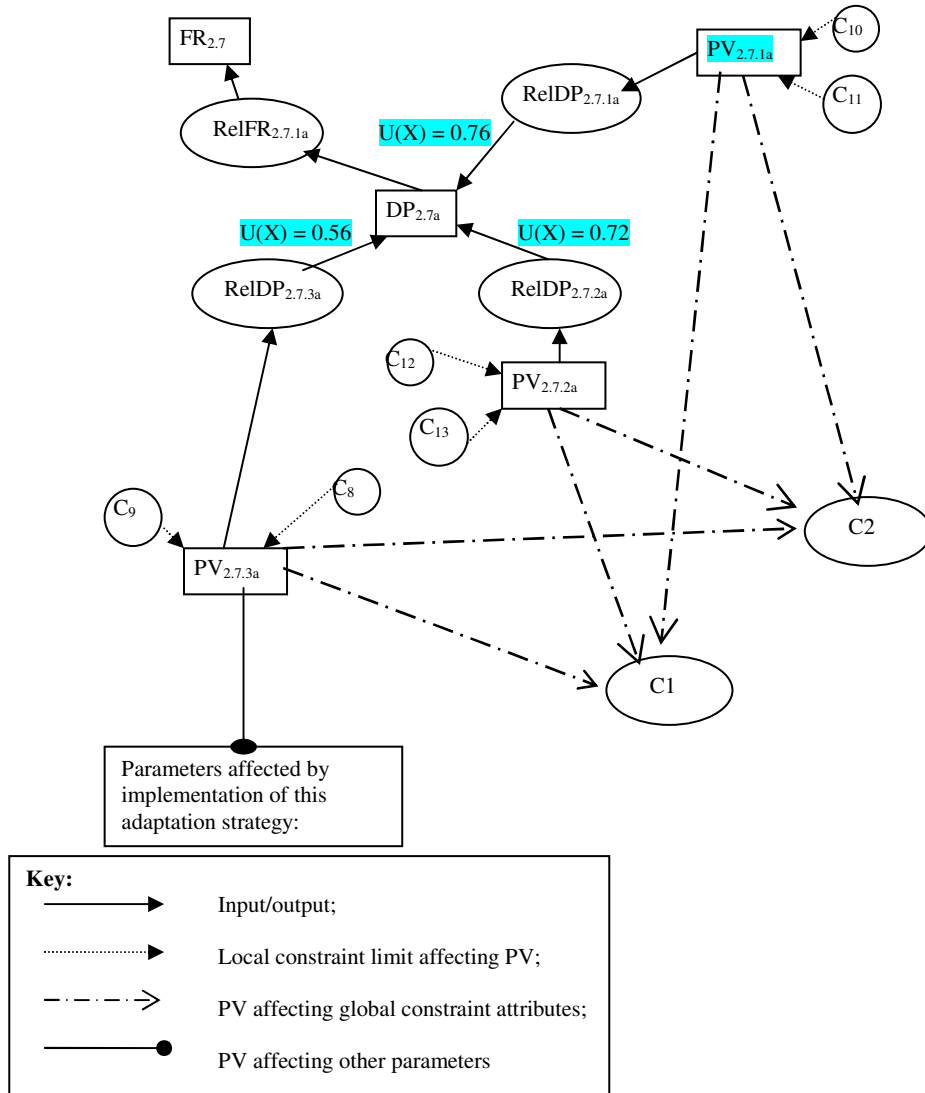 FR2.7
PV2.7.1a
C10
C11
RelDP2.7.1a
RelFR2.7.1a
U(X) = 0.76
DP2.7a
U(X) = 0.56
U(X) = 0.72
RelDP2.7.3a
RelDP2.7.2a
C12
PV2.7.2a
C13
C8
C9
C2
PV2.7.3a
C1
Parameters affected by
implementation of this
adaptation strategy:
Key:
Input/output;
Local constraint limit affecting PV;
PV affecting global constraint attributes;
PV affecting other parameters